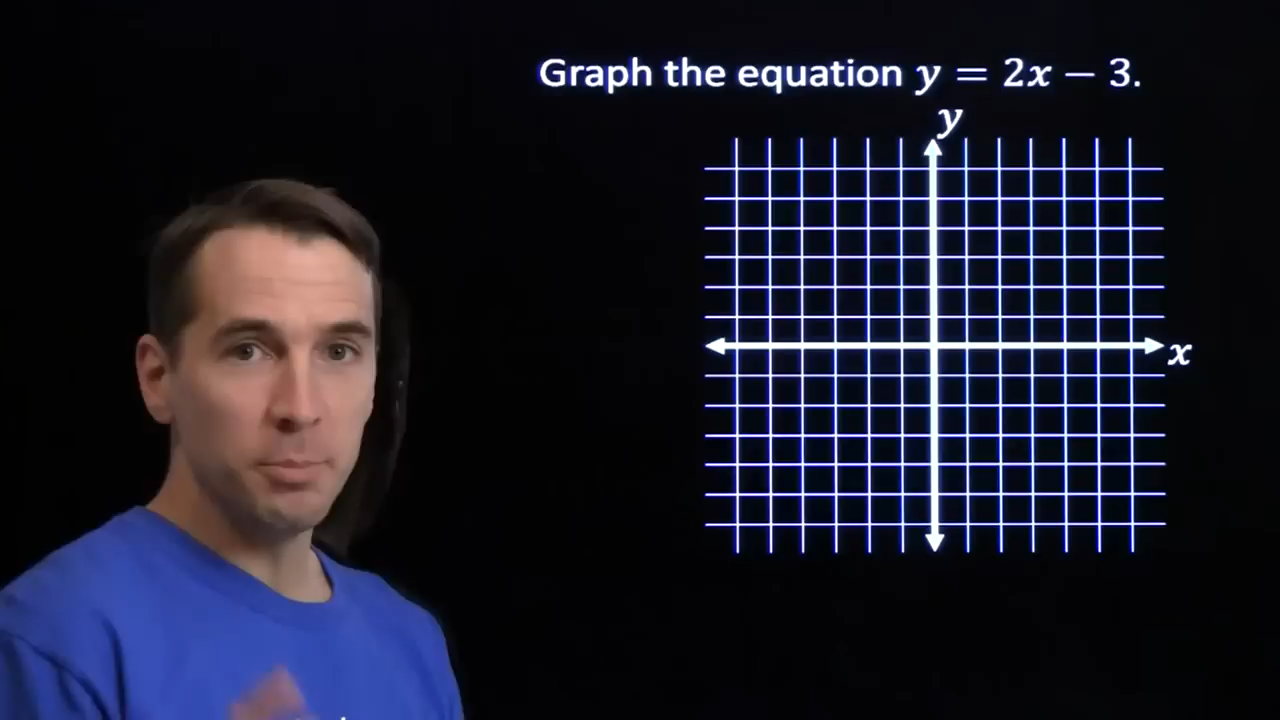 Graph the equation y = 2x − 3.
y
x